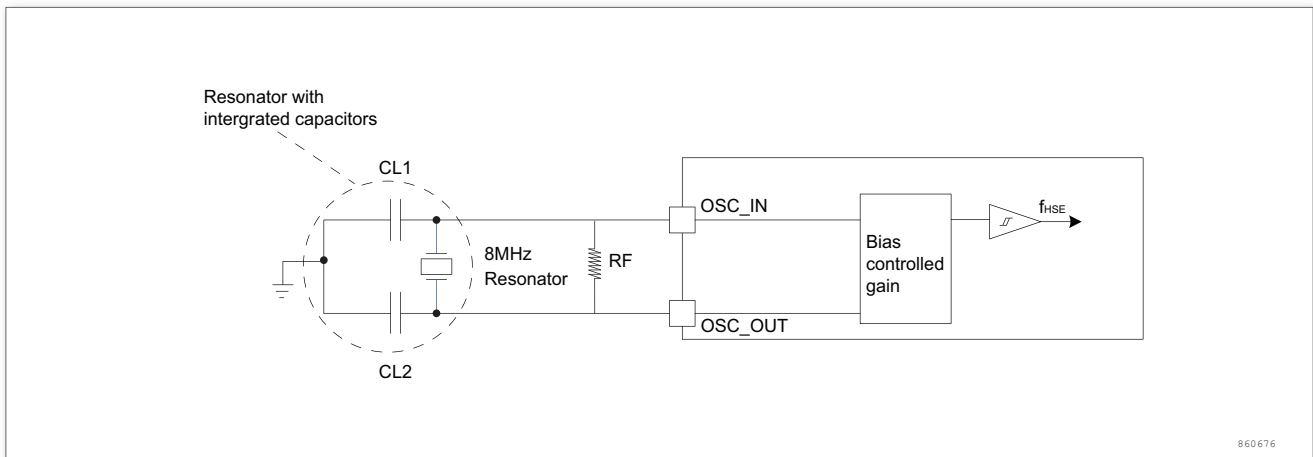 Resonator with
intergrated capacitors
CL1
8MHz
Resonator
CL2
RF
OSC_IN
OSC_OUT
Bias
controlled
gain
fHSE
860676